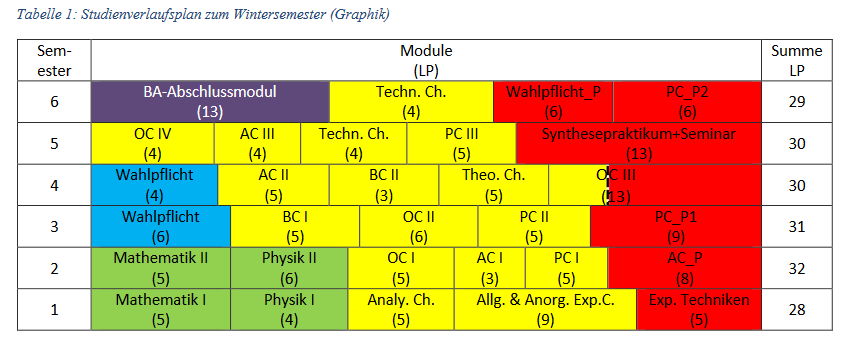 Tabelle 1: Studienverlaufsplan zum Wintersemester (Graphik)
Sem- Module Summe
ester (LP) LP
6 BA-Abschlussmodul Techn. Ch. Wahlpflicht_P PC_P2 29
(13) (4) (6) (6)
5 OC IV AC III Techn. Ch. PC III Synthesepraktikum+Seminar 30
(4) (4) (4) (5) (13)
4 Wahlpflicht AC II BC II Theo. Ch. OC III 30
(4) (5) (3) (5) (13)
3 Wahlpflicht BC I OC II PC II PC_P1 31
(6) (5) (6) (5) (9)
2 Mathematik II Physik II OC I AC I PC I AC_P 32
(5) (6) (5) (3) (5) (8)
1 Mathematik I Physik I Analy. Ch. Allg. & Anorg. Exp.C. Exp. Techniken 28
(5) (4) (5) (9) (5)